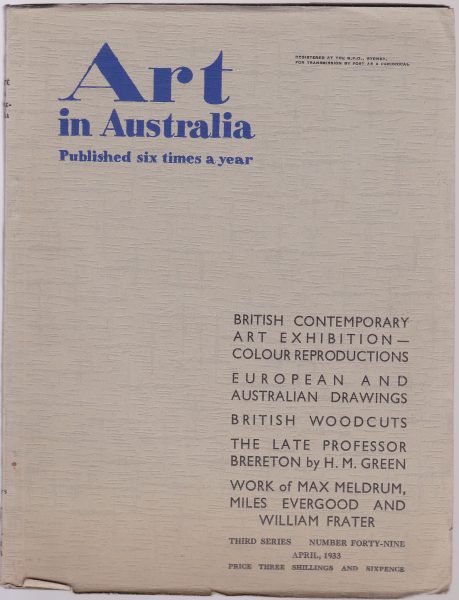 REGISTERED AT THE G.P.O., SYDNEY,
FOR TRANSMISSION BY POST AS A PERIODICAL
Art
in Australia
Published six times a year
BRITISH CONTEMPORARY
ART EXHIBITION—
COLOUR REPRODUCTIONS
EUROPEAN AND
AUSTRALIAN DRAWINGS
BRITISH WOODCUTS
THE LATE PROFESSOR
BRERETON by H. M. GREEN
WORK of MAX MELDRUM,
MILES EVERGOOD AND
WILLIAM FRATER
THIRD SERIES NUMBER FORTY-NINE
APRIL, 1933
PRICE THREE SHILLINGS AND SIXPENCE